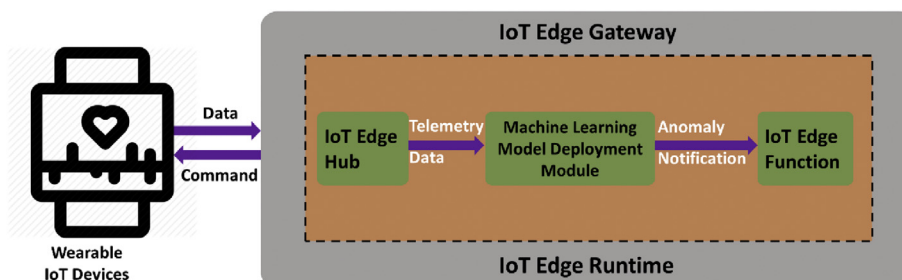 IoT Edge Gateway
Data
Command
Wearable
IoT Devices
IoT Edge
Hub
Telemetry
Data
Machine Learning
Model Deployment
Module
Anomaly
Notification
IoT Edge
Function
IoT Edge Runtime